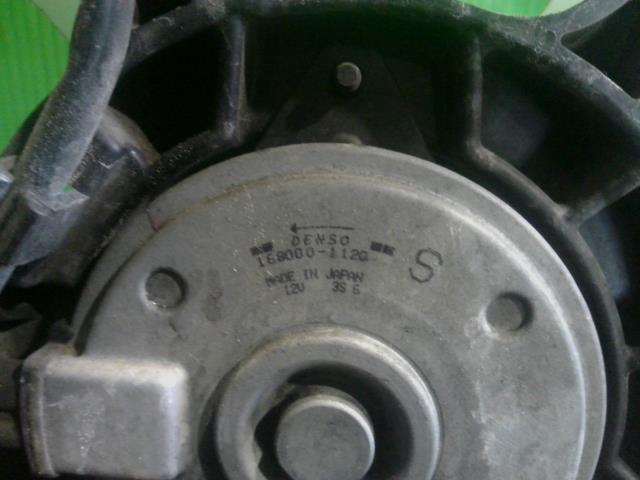 DENSO
168000-1120
S
MADE IN JAPAN
12V 3S 6